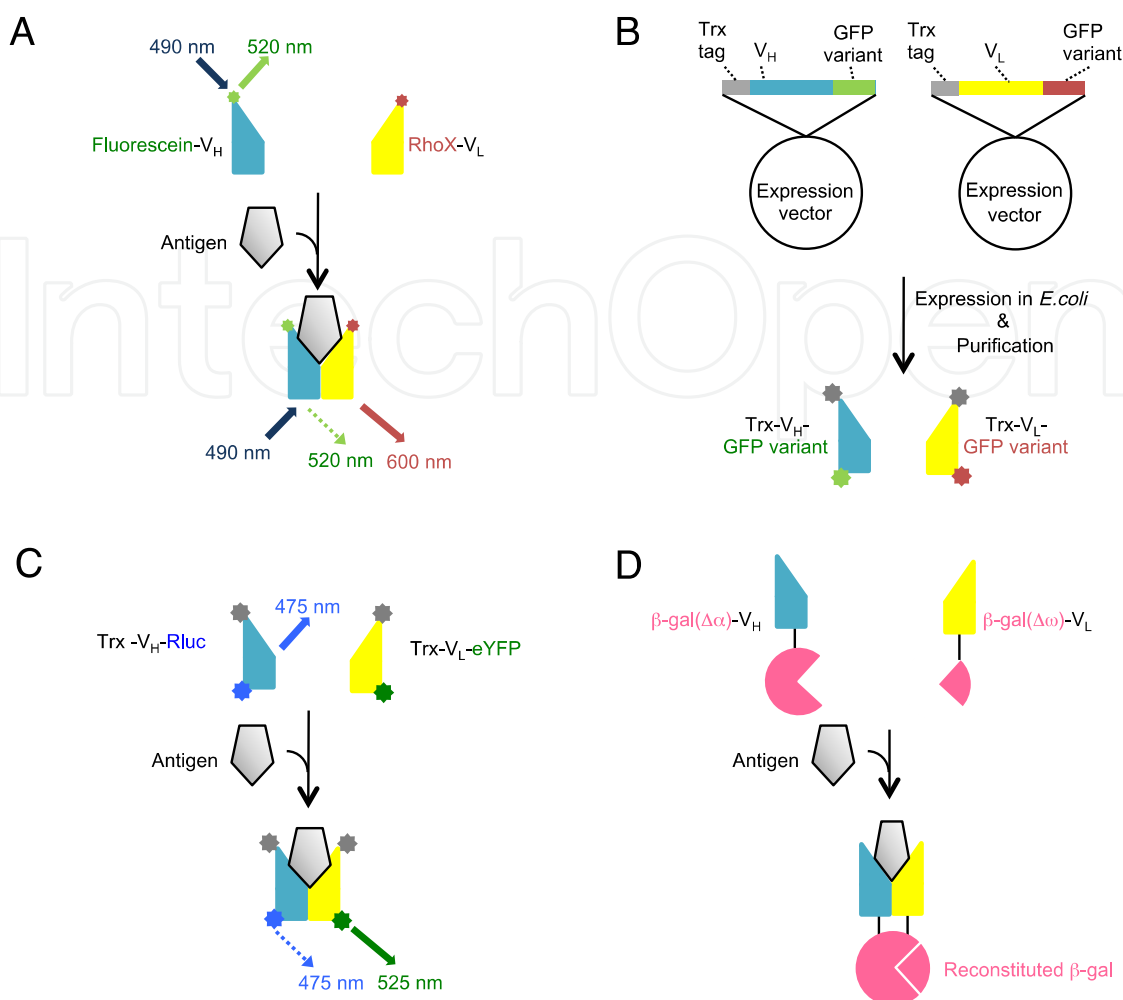 A
490 nm
520 nm
Fluorescein-VH
RhoX-VL
Antigen
490 nm
520 nm
600 nm
B
Trx
tag
VH
GFP
variant
Trx
tag
VL
GFP
variant
Expression
vector
Expression
vector
Expression in E.coli
&
Purification
Trx-VH-
GFP variant
Trx-VL-
GFP variant
C
475 nm
Trx -VH-Rluc
Trx-VL-eYFP
Antigen
475 nm
525 nm
D
β-gal(Δα)-VH
β-gal(Δω)-VL
Antigen
Reconstituted β-gal
IntechOpen